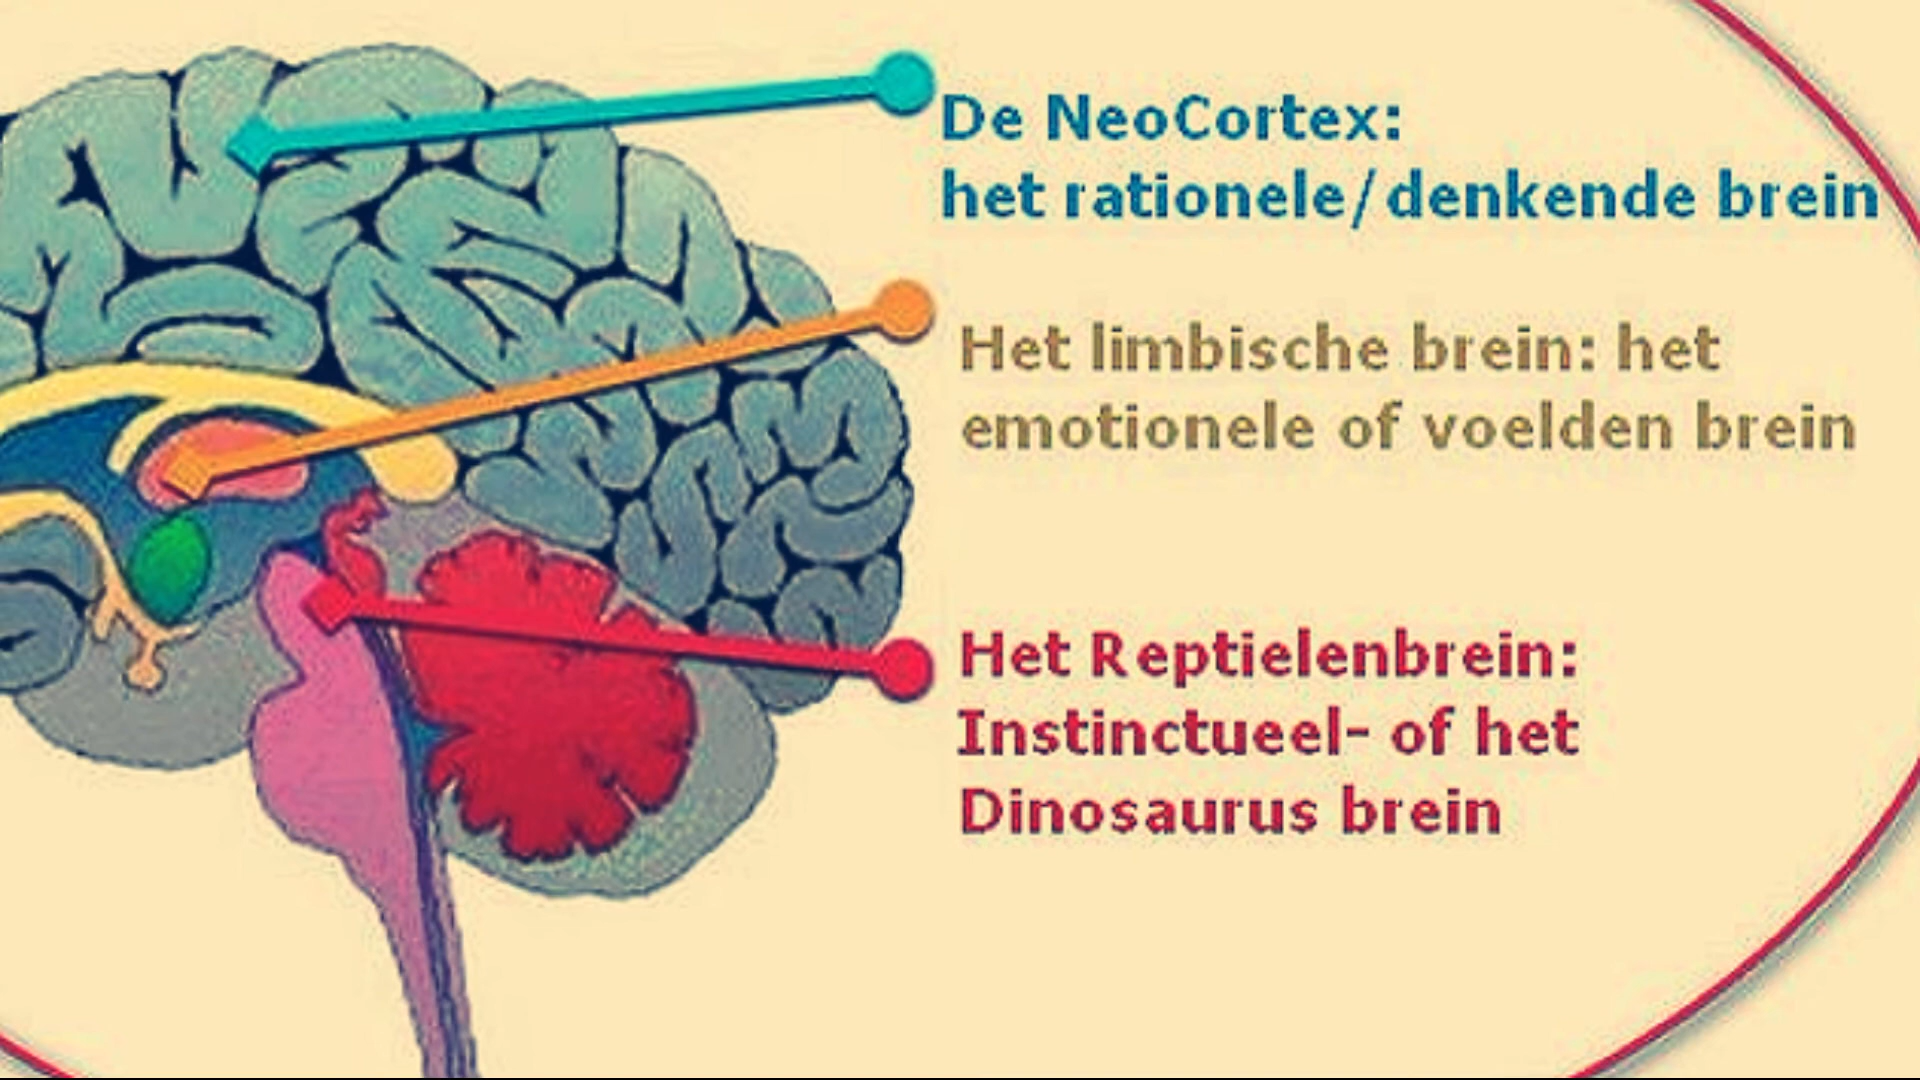 De NeoCortex:
het rationele/denkende brein
Het limbische brein: het
emotionele of voelden brein
Het Reptielenbrein:
Instinctueel- of het
Dinosaurus brein